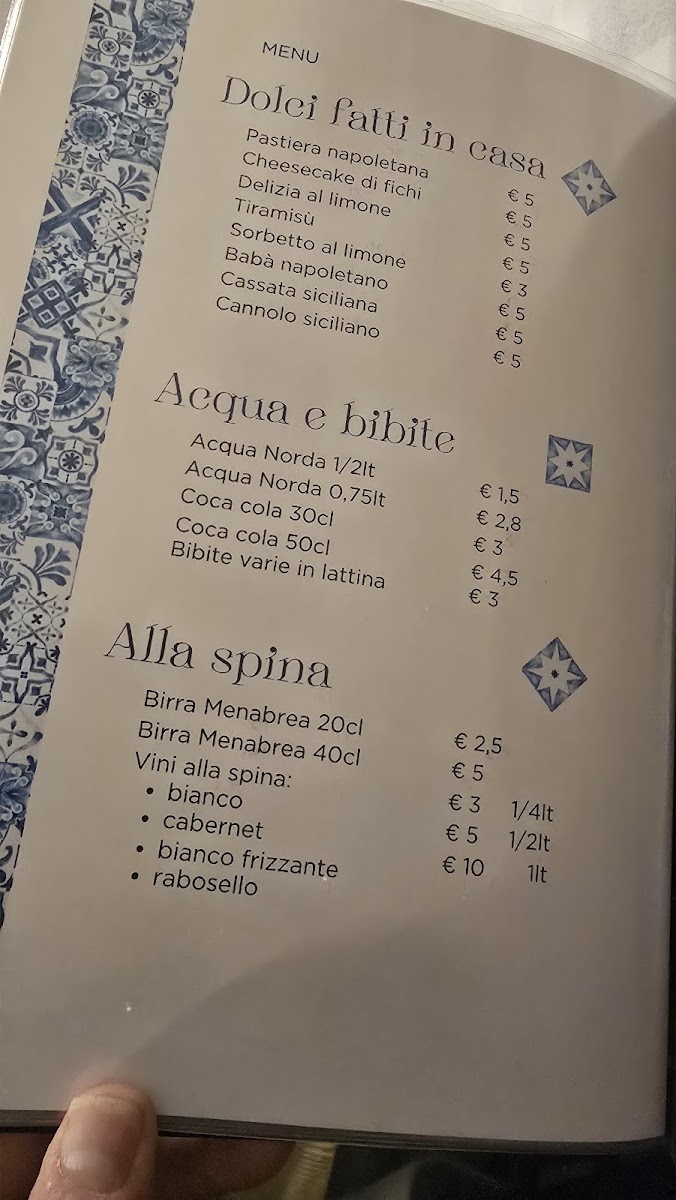 MENU
Dolci fatti in casa
Pastiera napoletana € 5
Cheesecake di fichi € 5
Delizia al limone € 5
Tiramisù € 5
Sorbetto al limone € 3
Babà napoletano € 5
Cassata siciliana € 5
Cannolo siciliano € 5
Acqua e bibite
Acqua Norda 1/2lt € 1,5
Acqua Norda 0,75lt € 2,8
Coca cola 30cl € 3
Coca cola 50cl € 4,5
Bibite varie in lattina € 3
Alla spina
Birra Menabrea 20cl € 2,5
Birra Menabrea 40cl € 5
Vini alla spina: € 3 1/4lt
• bianco € 5 1/2lt
• cabernet € 10 1lt
• bianco frizzante
• rabosello